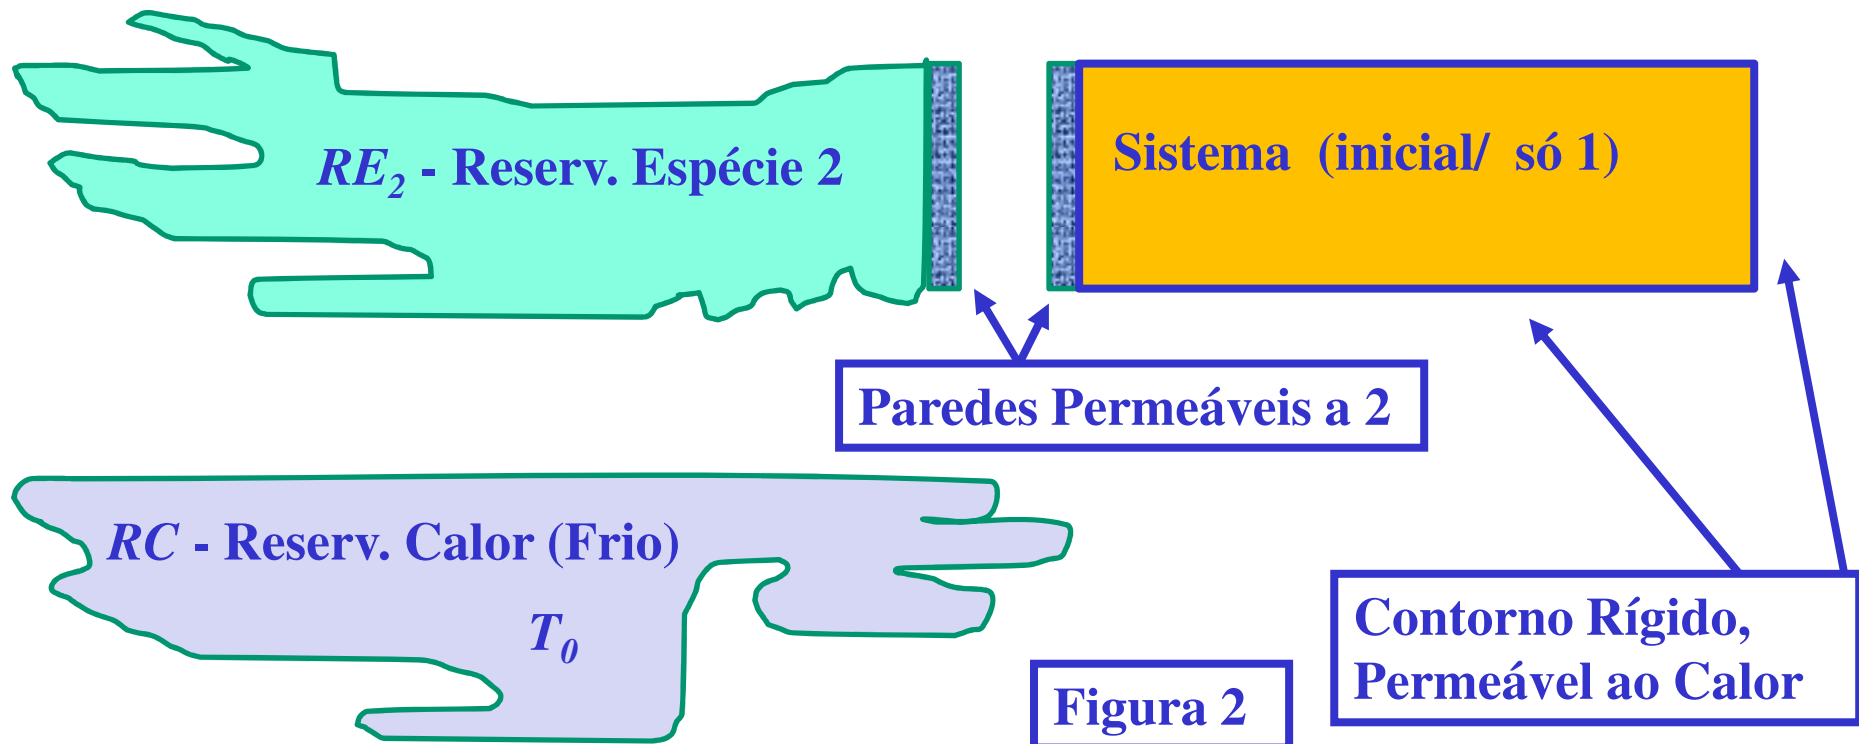 RE2 - Reserv. Espécie 2
Sistema (inicial/ só 1)
Paredes Permeáveis a 2
RC - Reserv. Calor (Frio)
T0
Contorno Rígido,
Permeável ao Calor
Figura 2